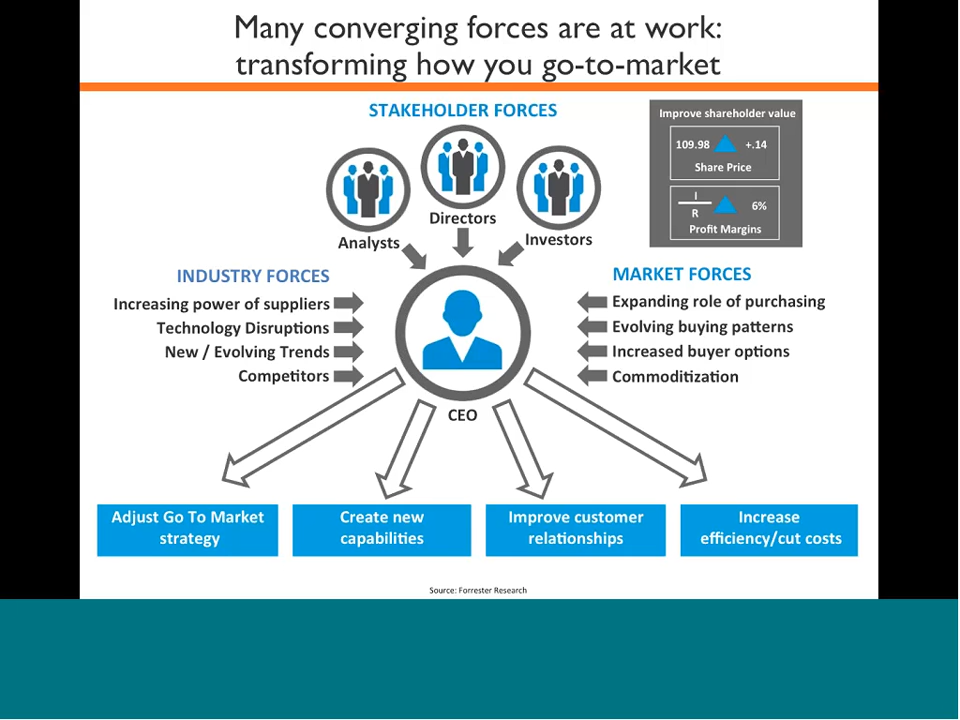 Many converging forces are at work:
transforming how you go-to-market
STAKEHOLDER FORCES
Analysts
Directors
Investors
Improve shareholder value
109.98 +.14
Share Price
I
R
6%
Profit Margins
INDUSTRY FORCES
Increasing power of suppliers
Technology Disruptions
New / Evolving Trends
Competitors
MARKET FORCES
Expanding role of purchasing
Evolving buying patterns
Increased buyer options
Commoditization
CEO
Adjust Go To Market
strategy
Create new
capabilities
Improve customer
relationships
Increase
efficiency/cut costs
Source: Forrester Research